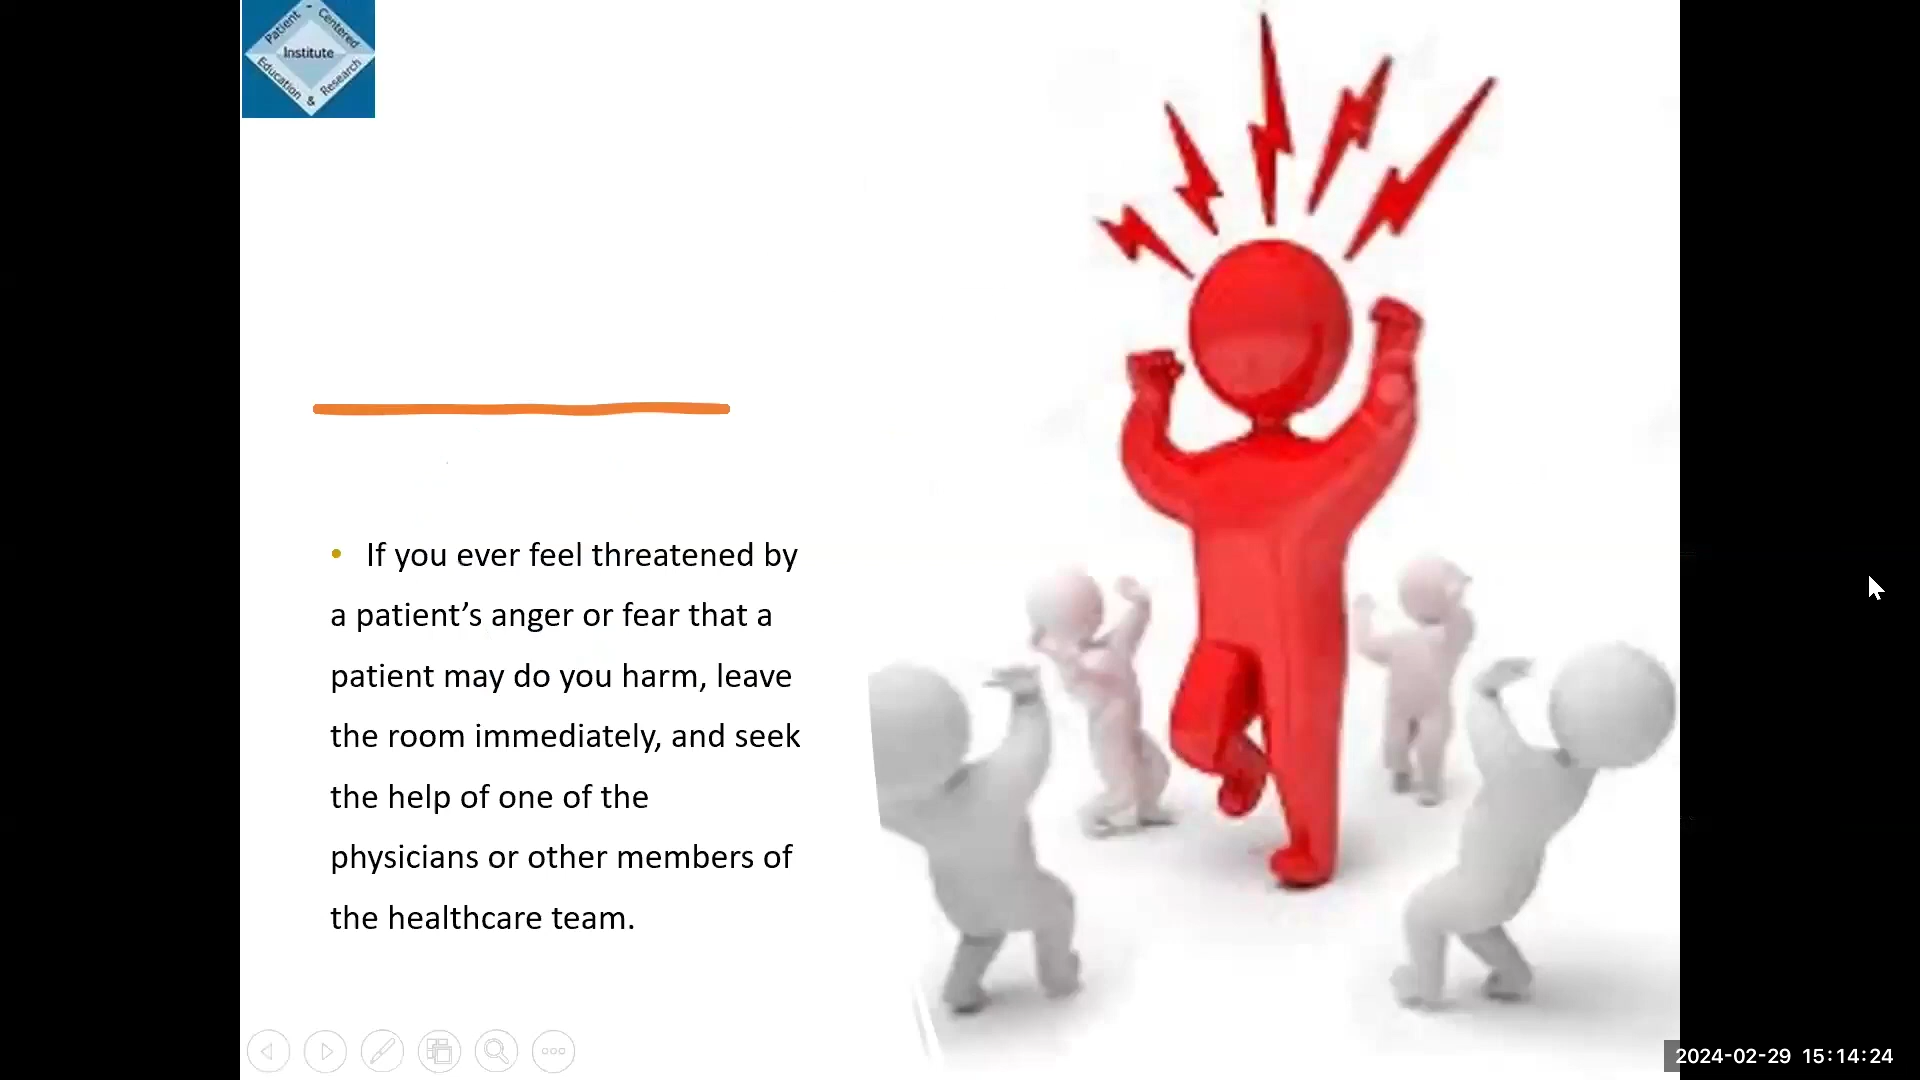 Patient - Centered
Institute
Education & Research
• If you ever feel threatened by
a patient’s anger or fear that a
patient may do you harm, leave
the room immediately, and seek
the help of one of the
physicians or other members of
the healthcare team.
2024-02-29 15:14:24